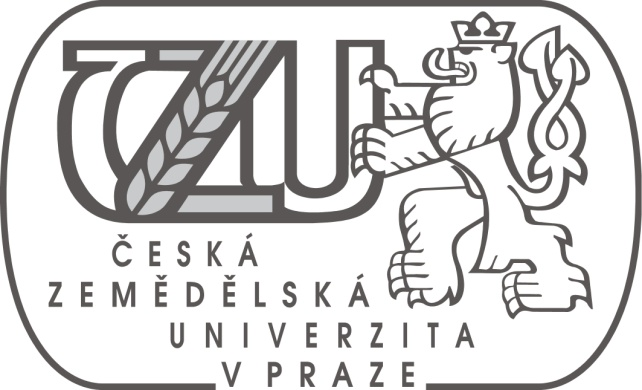 ČZU
ČESKÁ
ZEMĚDĚLSKÁ
UNIVERZITA
V PRAZE